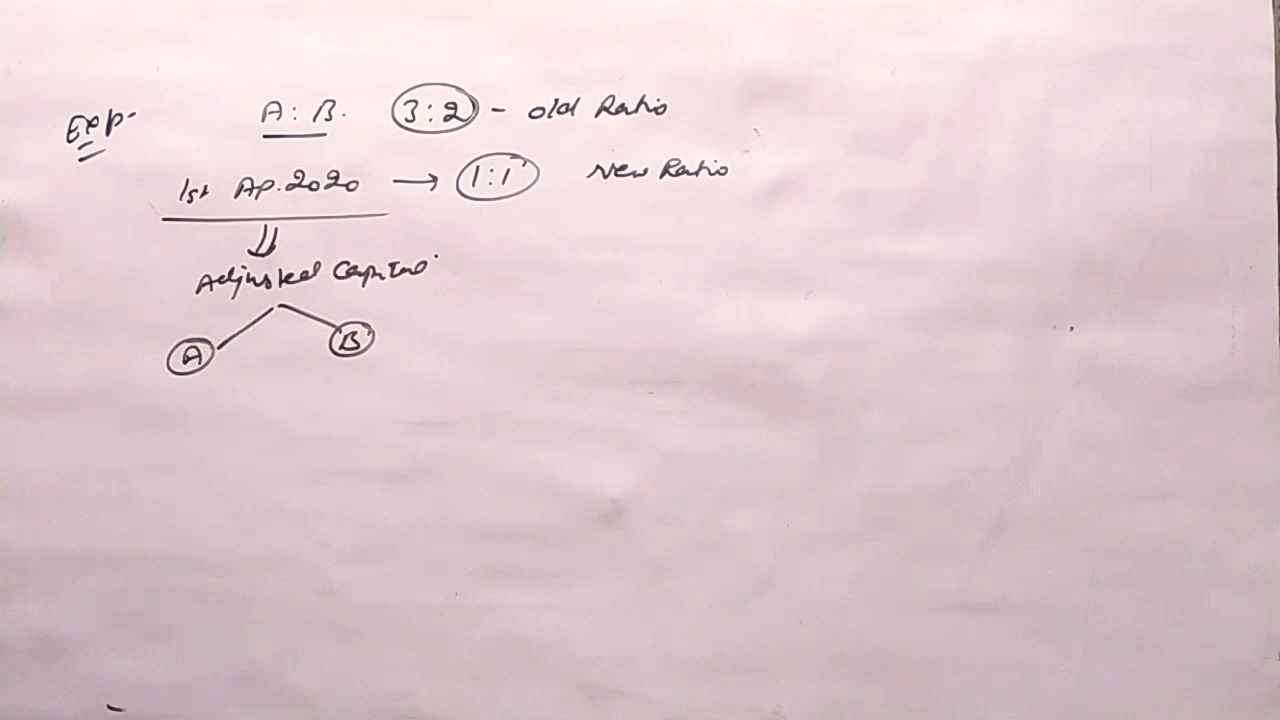 Exp- A: B. 3:2 - old Ratio
1st Ap. 2020 → 1:1 New Ratio
⇓
Adjusted Capital
A B